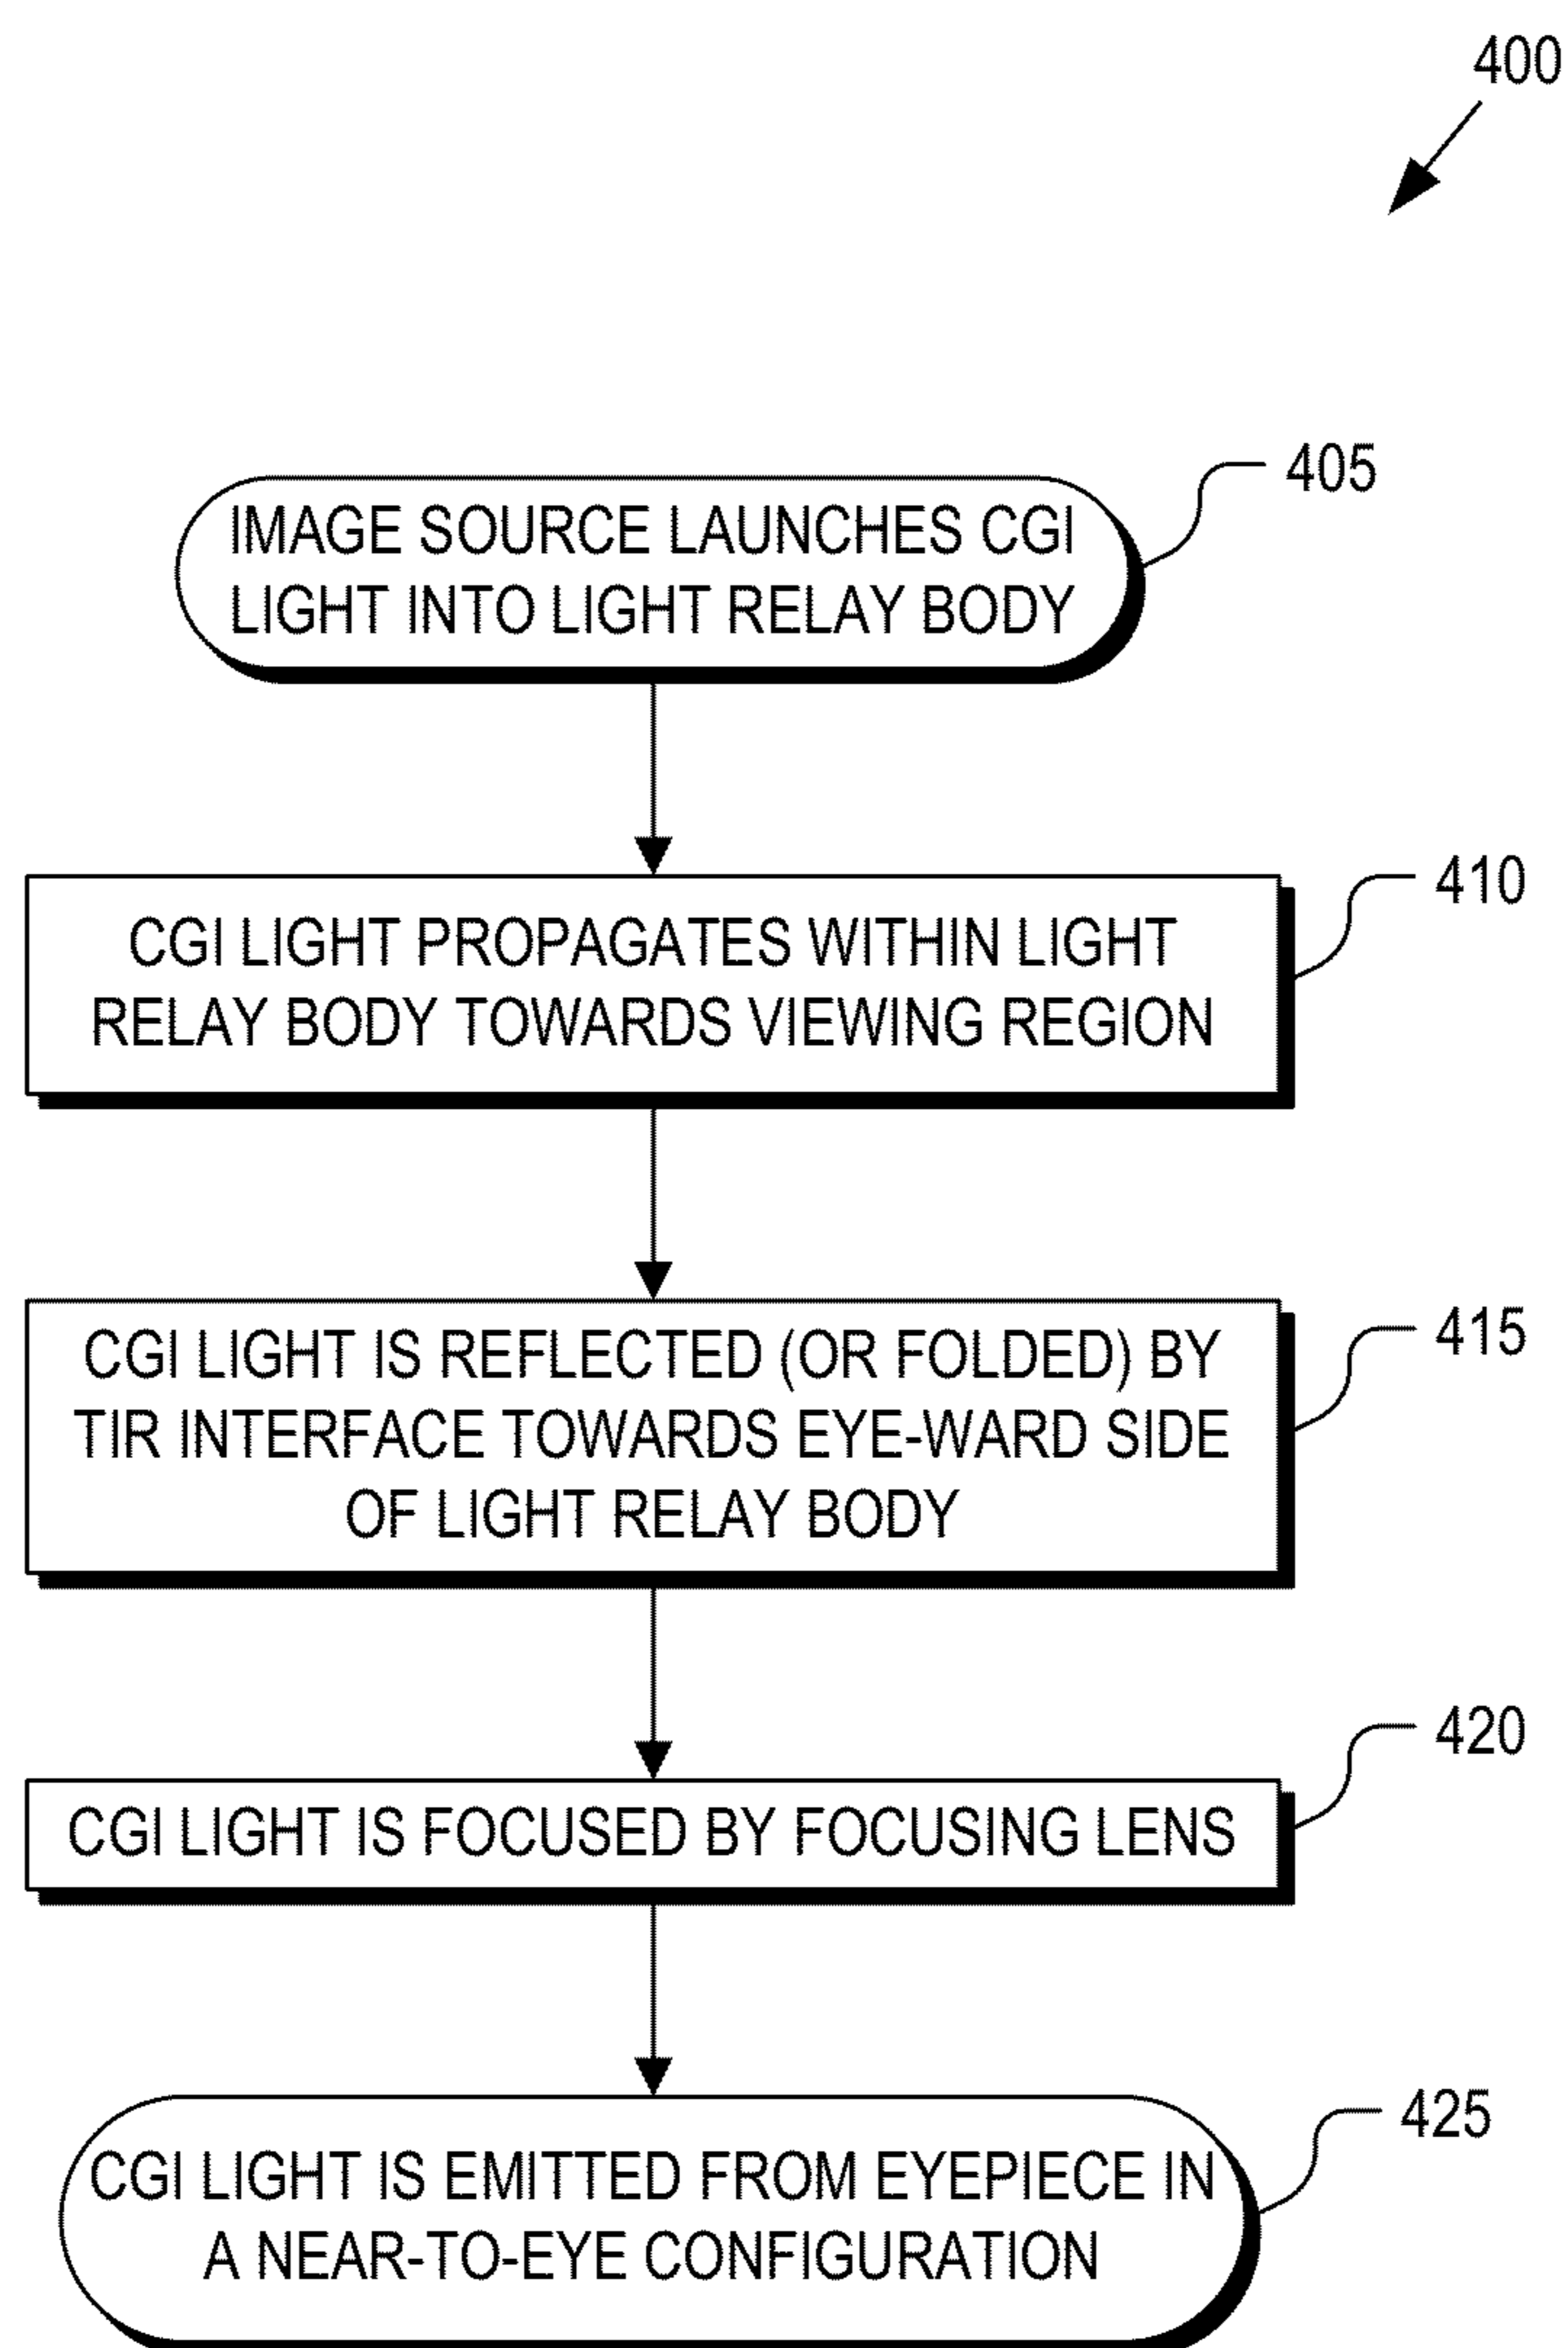 400
405
IMAGE SOURCE LAUNCHES CGI
LIGHT INTO LIGHT RELAY BODY
410
CGI LIGHT PROPAGATES WITHIN LIGHT
RELAY BODY TOWARDS VIEWING REGION
415
CGI LIGHT IS REFLECTED (OR FOLDED) BY
TIR INTERFACE TOWARDS EYE-WARD SIDE
OF LIGHT RELAY BODY
420
CGI LIGHT IS FOCUSED BY FOCUSING LENS
425
CGI LIGHT IS EMITTED FROM EYEPIECE IN
A NEAR-TO-EYE CONFIGURATION